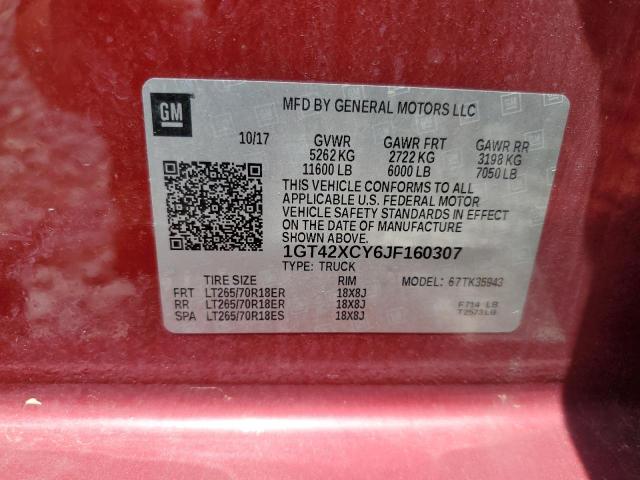 GM
MFD BY GENERAL MOTORS LLC
10/17 GVWR GAWR FRT GAWR RR
5262 KG 2722 KG 3198 KG
11600 LB 6000 LB 7050 LB
THIS VEHICLE CONFORMS TO ALL
APPLICABLE U.S. FEDERAL MOTOR
VEHICLE SAFETY STANDARDS IN EFFECT
ON THE DATE OF MANUFACTURE
SHOWN ABOVE.
1GT42XCY6JF160307
TYPE: TRUCK
TIRE SIZE RIM MODEL: 67TK35943
FRT LT265/70R18ER 18X8J
RR LT265/70R18ER 18X8J
SPA LT265/70R18ES 18X8J
F714 LB
T2573LB